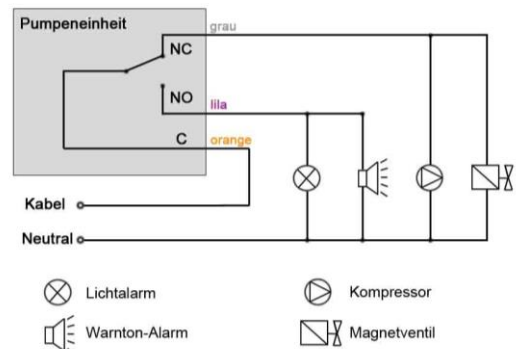 Pumpeneinheit
grau
NC
NO
lila
C
orange
Kabel
Neutral
Lichtalarm
Kompressor
Warnton-Alarm
Magnetventil